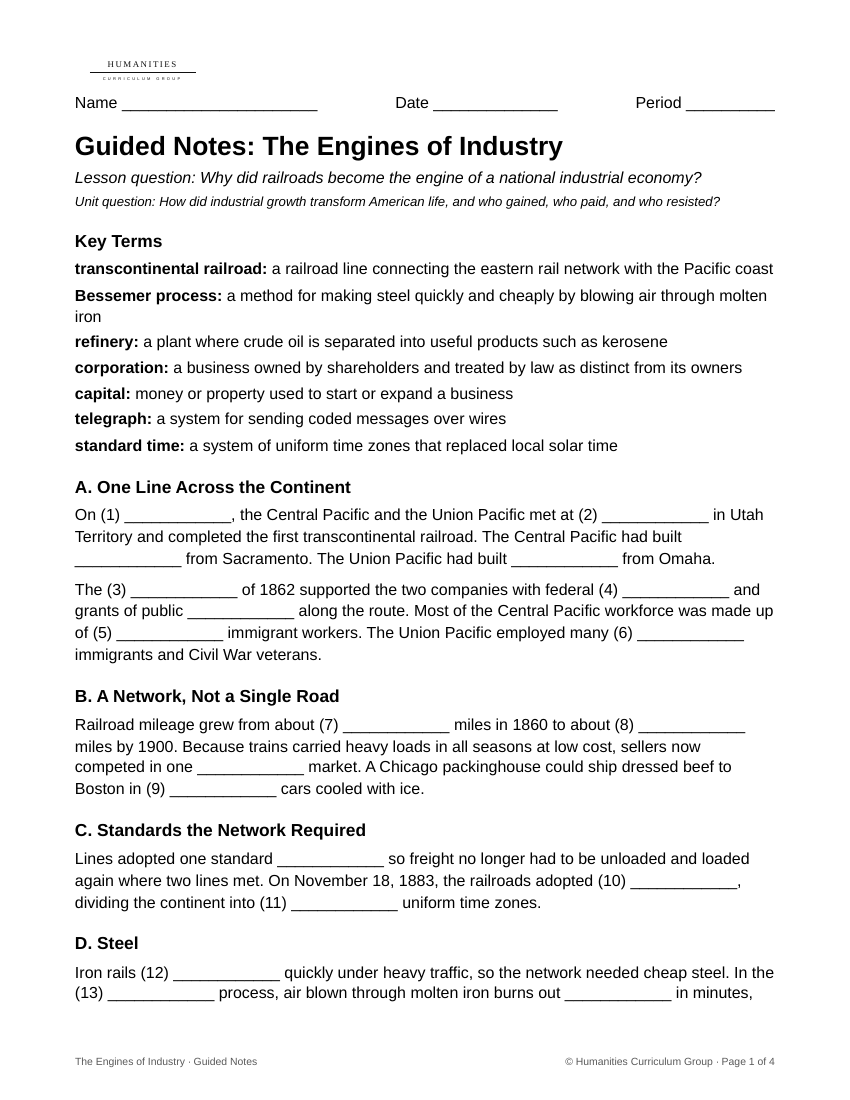 HUMANITIES
CURRICULUM GROUP
Name ______________________ Date ______________ Period __________
Guided Notes: The Engines of Industry
Lesson question: Why did railroads become the engine of a national industrial economy?
Unit question: How did industrial growth transform American life, and who gained, who paid, and who resisted?
Key Terms
transcontinental railroad: a railroad line connecting the eastern rail network with the Pacific coast
Bessemer process: a method for making steel quickly and cheaply by blowing air through molten
iron
refinery: a plant where crude oil is separated into useful products such as kerosene
corporation: a business owned by shareholders and treated by law as distinct from its owners
capital: money or property used to start or expand a business
telegraph: a system for sending coded messages over wires
standard time: a system of uniform time zones that replaced local solar time
A. One Line Across the Continent
On (1) ____________, the Central Pacific and the Union Pacific met at (2) ____________ in Utah
Territory and completed the first transcontinental railroad. The Central Pacific had built
____________ from Sacramento. The Union Pacific had built ____________ from Omaha.
The (3) ____________ of 1862 supported the two companies with federal (4) ____________ and
grants of public ____________ along the route. Most of the Central Pacific workforce was made up
of (5) ____________ immigrant workers. The Union Pacific employed many (6) ____________
immigrants and Civil War veterans.
B. A Network, Not a Single Road
Railroad mileage grew from about (7) ____________ miles in 1860 to about (8) ____________
miles by 1900. Because trains carried heavy loads in all seasons at low cost, sellers now
competed in one ____________ market. A Chicago packinghouse could ship dressed beef to
Boston in (9) ____________ cars cooled with ice.
C. Standards the Network Required
Lines adopted one standard ____________ so freight no longer had to be unloaded and loaded
again where two lines met. On November 18, 1883, the railroads adopted (10) ____________,
dividing the continent into (11) ____________ uniform time zones.
D. Steel
Iron rails (12) ____________ quickly under heavy traffic, so the network needed cheap steel. In the
(13) ____________ process, air blown through molten iron burns out ____________ in minutes,
The Engines of Industry · Guided Notes © Humanities Curriculum Group · Page 1 of 4